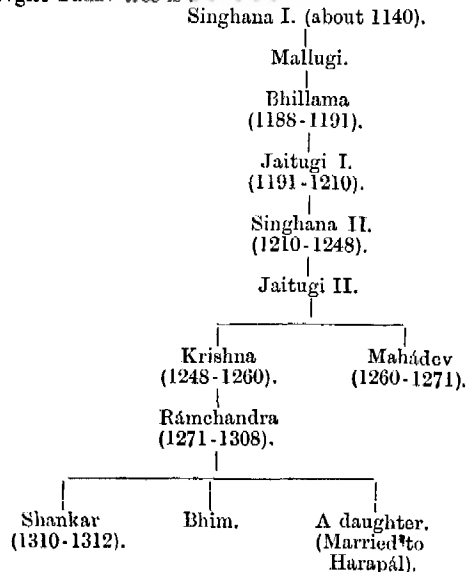 Singhana I. (about 1140).
Mallugi.
Bhillama
(1188-1191).
Jaitugi I.
(1191-1210).
Singhana II.
(1210-1248).
Jaitugi II.
Krishna
(1248-1260).
Mahádev
(1260-1271).
Rámchandra
(1271-1308).
Shankar
(1310-1312).
Bhim.
A daughter.
(Married to
Harapál).